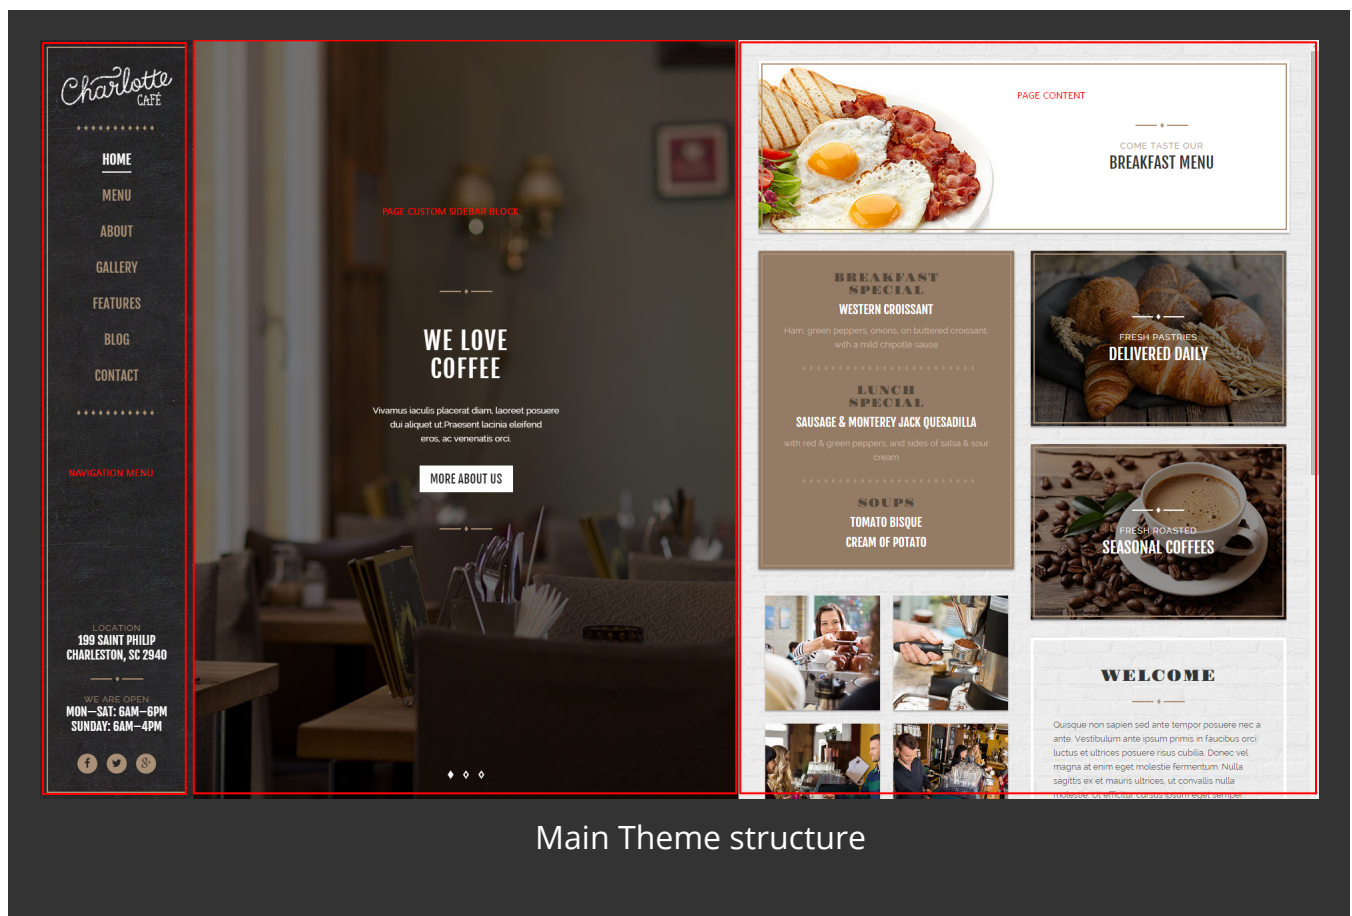 Charlotte
CAFÉ
HOME
MENU
ABOUT
GALLERY
FEATURES
BLOG
CONTACT
NAVIGATION MENU
LOCATION
199 SAINT PHILIP
CHARLESTON, SC 2940
WE ARE OPEN
MON—SAT: 6AM—6PM
SUNDAY: 6AM—4PM
PAGE CUSTOM SIDEBAR BLOCK
WE LOVE
COFFEE
Vivamus iaculis placerat diam, laoreet posuere
dui aliquet ut.Praesent lacinia eleifend
eros, ac venenatis orci.
MORE ABOUT US
PAGE CONTENT
COME TASTE OUR
BREAKFAST MENU
BREAKFAST
SPECIAL
WESTERN CROISSANT
Ham, green peppers, onions, on buttered croissant,
with a mild chipotle sause
LUNCH
SPECIAL
SAUSAGE & MONTEREY JACK QUESADILLA
with red & green peppers, and sides of salsa & sour
cream
SOUPS
TOMATO BISQUE
CREAM OF POTATO
FRESH PASTRIES
DELIVERED DAILY
FRESH ROASTED
SEASONAL COFFEES
WELCOME
Quisque non sapien sed ante tempor posuere nec a
ante. Vestibulum ante ipsum primis in faucibus orci
luctus et ultrices posuere risus cubilia. Donec vel
magna at enim eget molestie fermentum. Nulla
sagittis ex et mauris ultrices, ut convallis nulla
molestie. Ut efficitur cursus ipsum eget semper
Main Theme structure